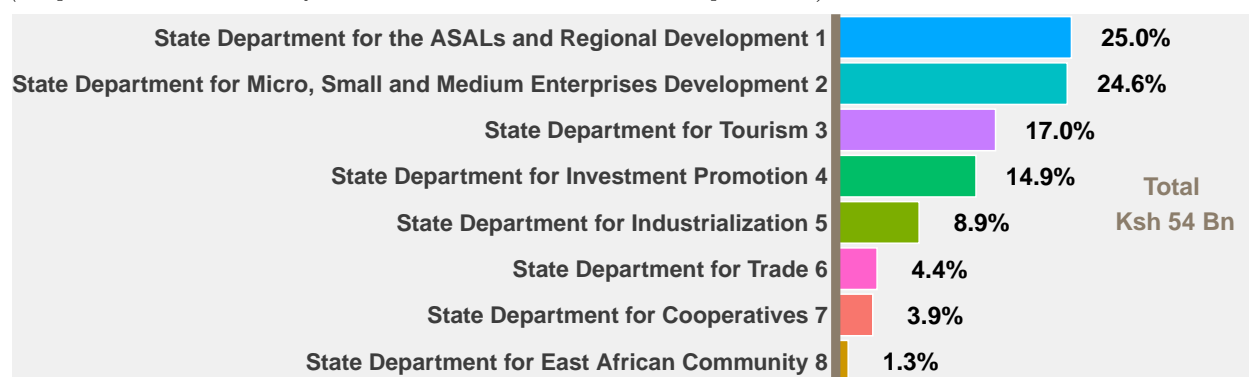 State Department for the ASALs and Regional Development 1 25.0%
State Department for Micro, Small and Medium Enterprises Development 2 24.6%
State Department for Tourism 3 17.0%
State Department for Investment Promotion 4 14.9%
Total
State Department for Industrialization 5 8.9%
Ksh 54 Bn
State Department for Trade 6 4.4%
State Department for Cooperatives 7 3.9%
State Department for East African Community 8 1.3%